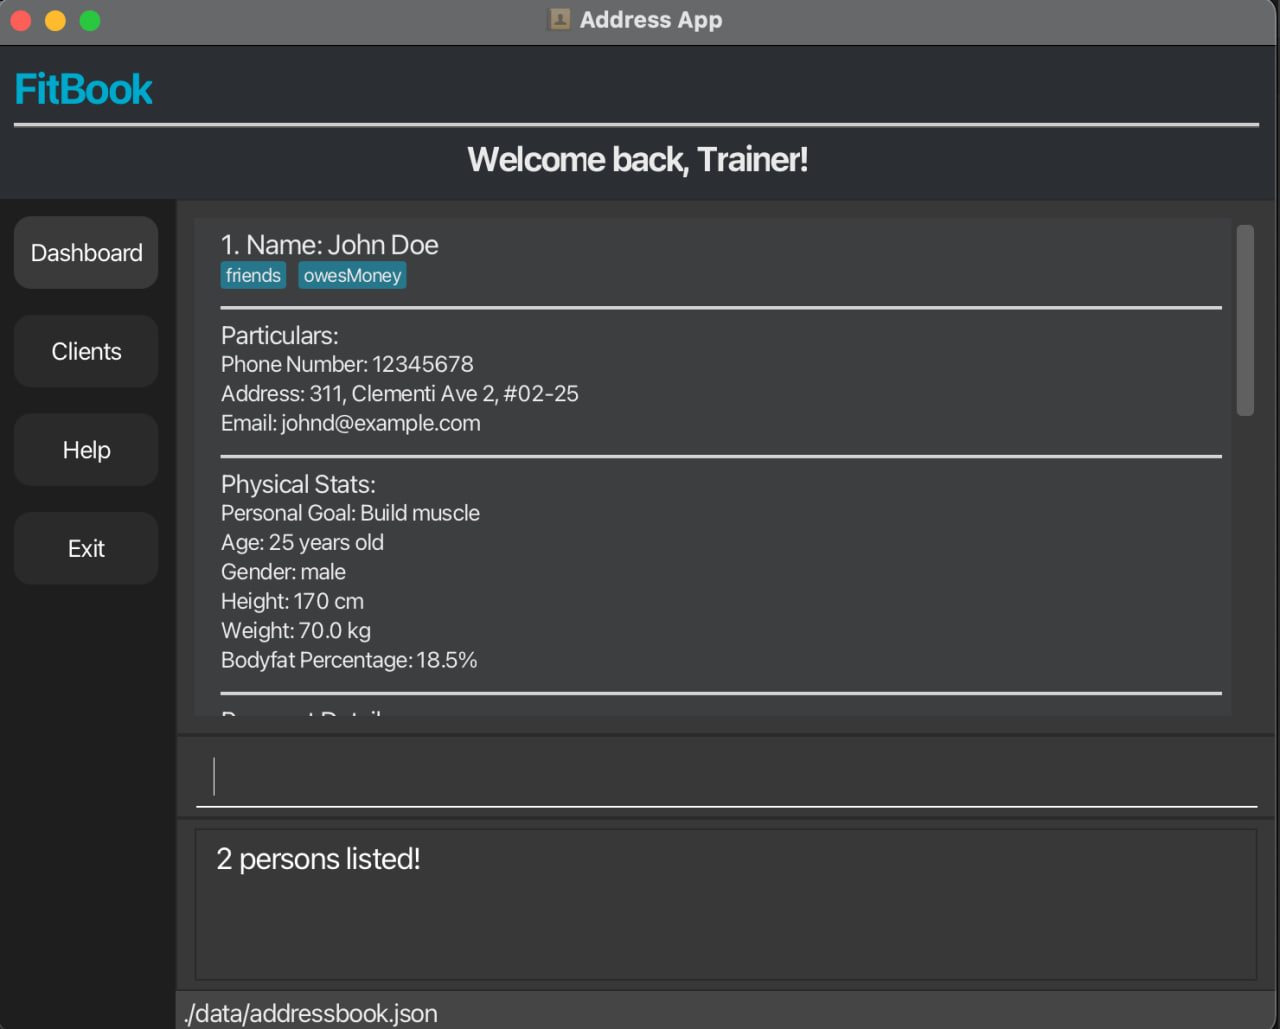 Address App
FitBook
Welcome back, Trainer!
Dashboard
Clients
Help
Exit
1. Name: John Doe
friends owesMoney
Particulars:
Phone Number: 12345678
Address: 311, Clementi Ave 2, #02-25
Email: johnd@example.com
Physical Stats:
Personal Goal: Build muscle
Age: 25 years old
Gender: male
Height: 170 cm
Weight: 70.0 kg
Bodyfat Percentage: 18.5%
2 persons listed!
./data/addressbook.json